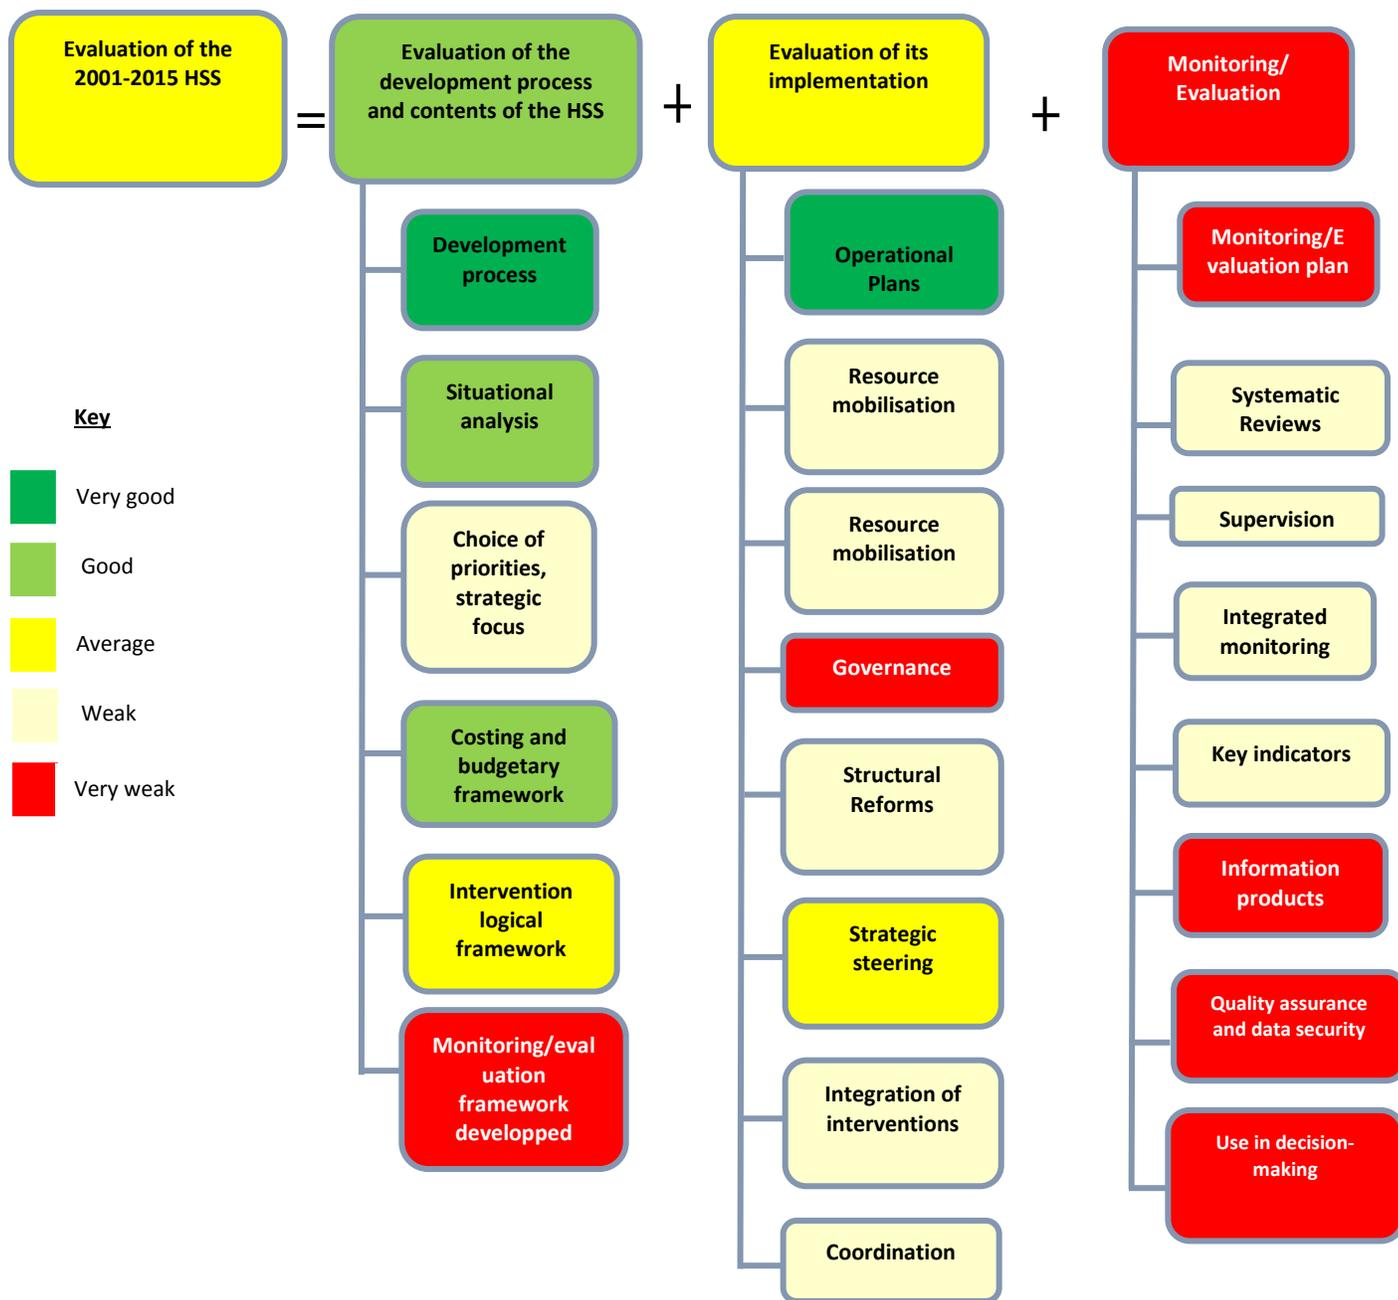 Evaluation of the
2001-2015 HSS
=
Evaluation of the
development process
and contents of the HSS
+
Evaluation of its
implementation
+
Monitoring/
Evaluation
Development
process
Situational
analysis
Choice of
priorities,
strategic
focus
Costing and
budgetary
framework
Intervention
logical
framework
Monitoring/eval
uation
framework
developped
Operational
Plans
Resource
mobilisation
Resource
mobilisation
Governance
Structural
Reforms
Strategic
steering
Integration of
interventions
Coordination
Monitoring/E
valuation plan
Systematic
Reviews
Supervision
Integrated
monitoring
Key indicators
Information
products
Quality assurance
and data security
Use in decision-
making
Key
Very good
Good
Average
Weak
Very weak